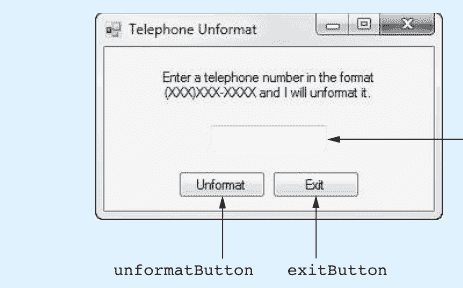 Telephone Unformat
Enter a telephone number in the format
(XXX)XXX-XXXX and I will unformat it.
Unformat Exit
unformatButton exitButton